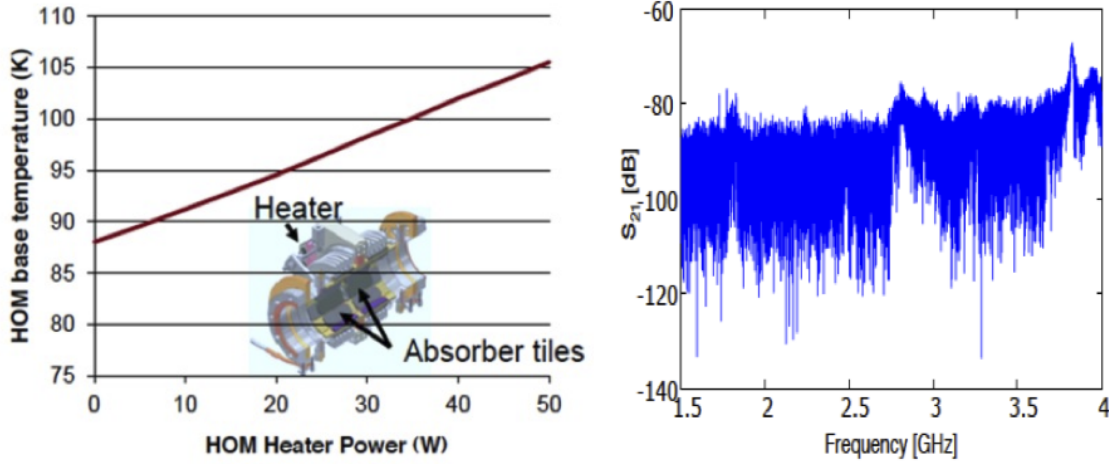 HOM base temperature (K)
110
105
100
95
90
85
80
75
0 10 20 30 40 50
HOM Heater Power (W)
Heater
Absorber tiles
S21, [dB]
-60
-80
-100
-120
-140
1.5 2 2.5 3 3.5 4
Frequency [GHz]